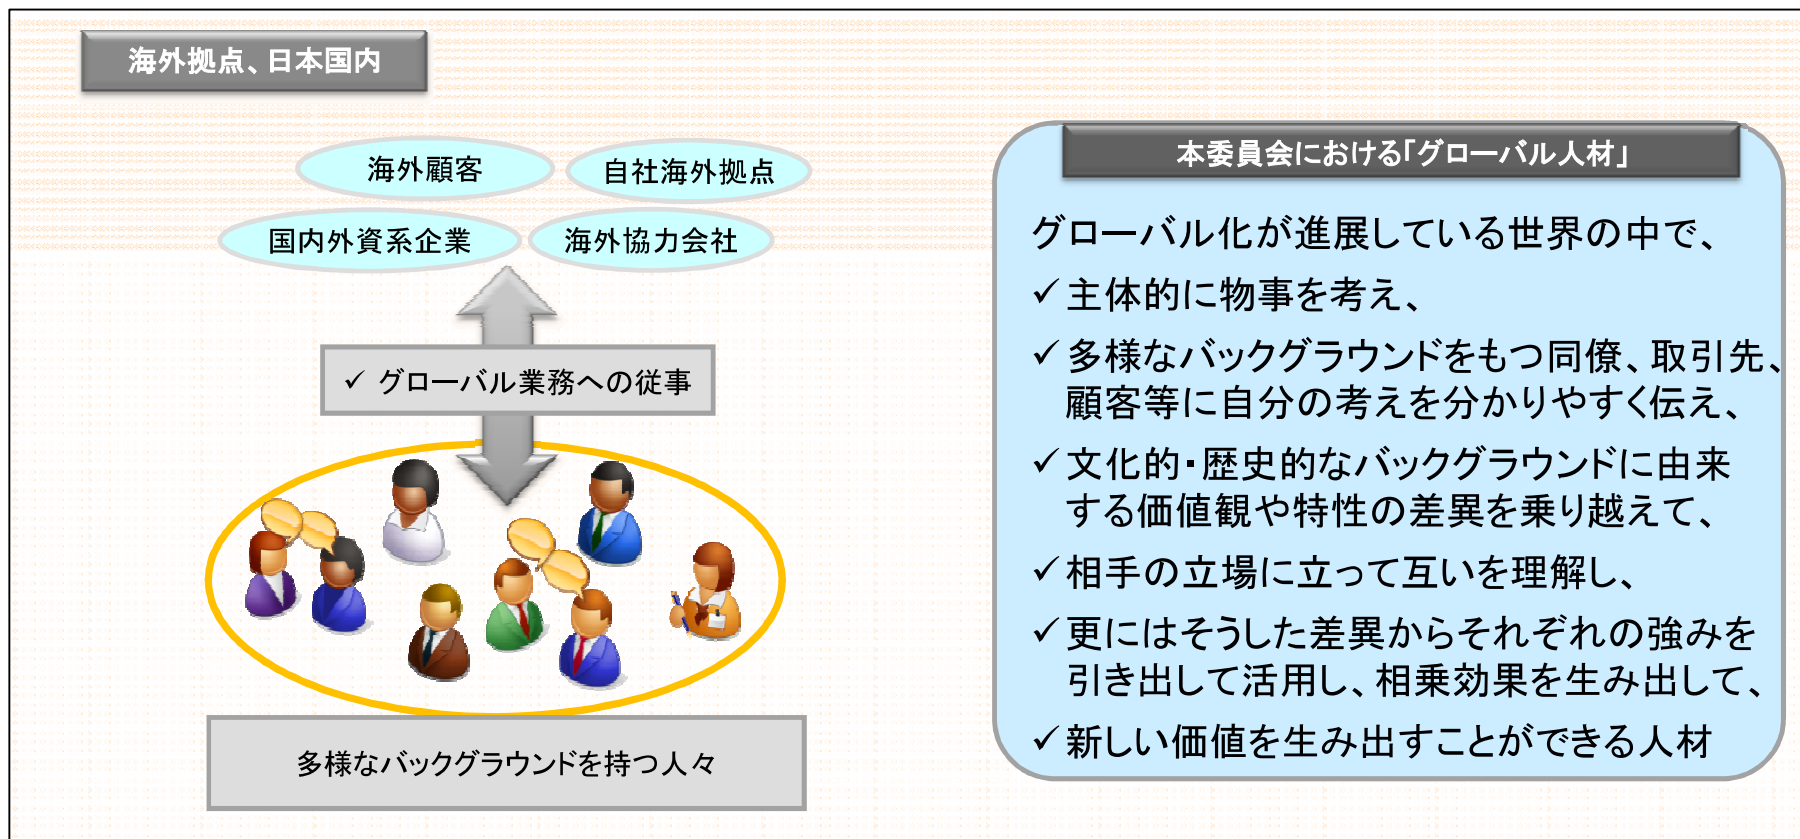 海外拠点、日本国内
海外顧客
自社海外拠点
国内外資系企業
海外協力会社
✓ グローバル業務への従事
多様なバックグラウンドを持つ人々
本委員会における「グローバル人材」
グローバル化が進展している世界の中で、
✓ 主体的に物事を考え、
✓ 多様なバックグラウンドをもつ同僚、取引先、
顧客等に自分の考えを分かりやすく伝え、
✓ 文化的・歴史的なバックグラウンドに由来
する価値観や特性の差異を乗り越えて、
✓ 相手の立場に立って互いを理解し、
✓ 更にはそうした差異からそれぞれの強みを
引き出して活用し、相乗効果を生み出して、
✓ 新しい価値を生み出すことができる人材